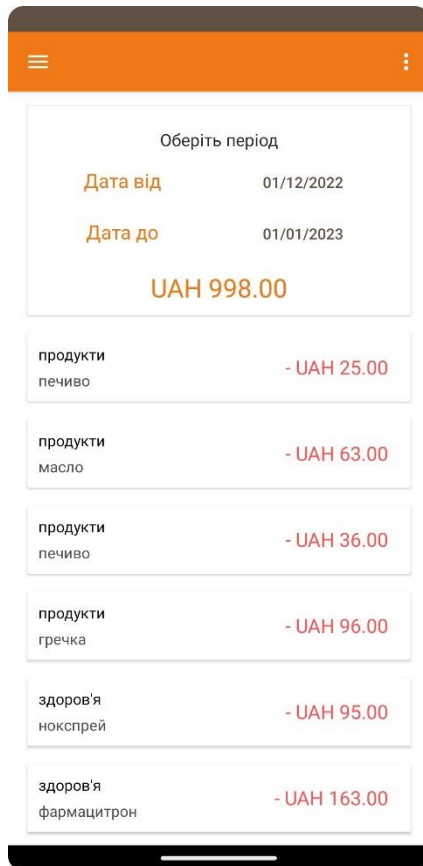 Оберіть період
Дата від 01/12/2022
Дата до 01/01/2023
UAH 998.00
продукти
печиво
- UAH 25.00
продукти
масло
- UAH 63.00
продукти
печиво
- UAH 36.00
продукти
гречка
- UAH 96.00
здоров'я
нокспрей
- UAH 95.00
здоров'я
фармацитрон
- UAH 163.00